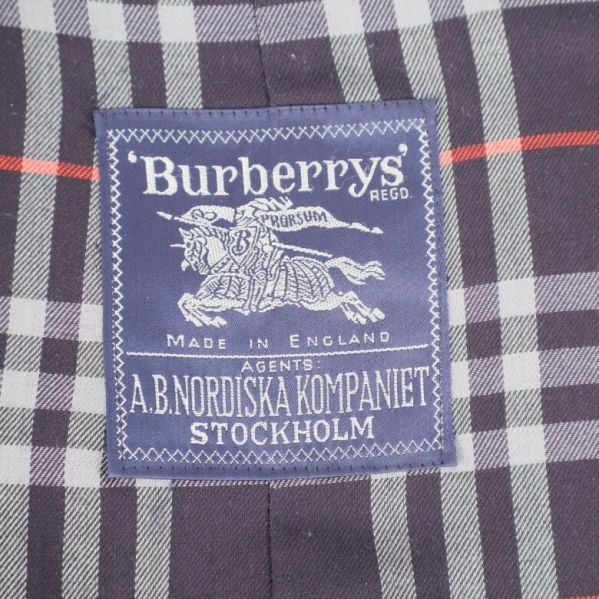 'Burberrys'
REGD.
PRORSUM
B
MADE IN ENGLAND
AGENTS:
A.B. NORDISKA KOMPANIET
STOCKHOLM